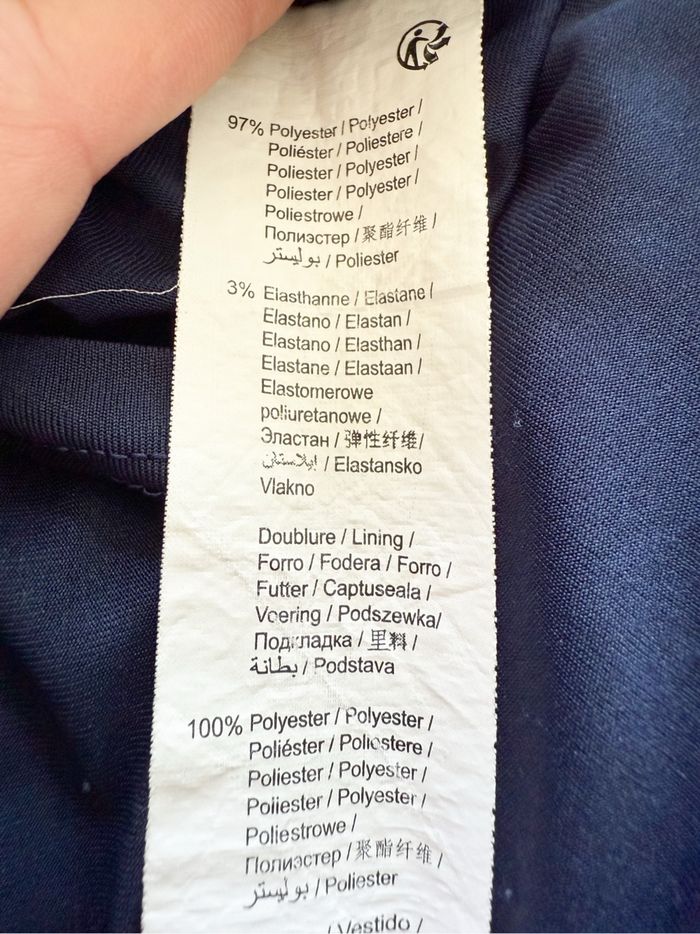 97% Polyester / Polyester /
Poliéster / Poliestere /
Poliester / Polyester /
Poliester / Polyester /
Poliestrowe /
Полиэстер / 聚酯纤维 /
بوليستر / Poliester
3% Elasthanne / Elastane /
Elastano / Elastan /
Elastano / Elasthan /
Elastane / Elastaan /
Elastomerowe
poliuretanowe /
Эластан / 弹性纤维/
إيلاستان / Elastansko
Vlakno
Doublure / Lining /
Forro / Fodera / Forro /
Futter / Captuseala /
Voering / Podszewka/
Подкладка / 里料 /
بطانة / Podstava
100% Polyester / Polyester /
Poliéster / Poliestere /
Poliester / Polyester /
Poliester / Polyester /
Poliestrowe /
Полиэстер / 聚酯纤维 /
بوليستر / Poliester
/ Vestido /